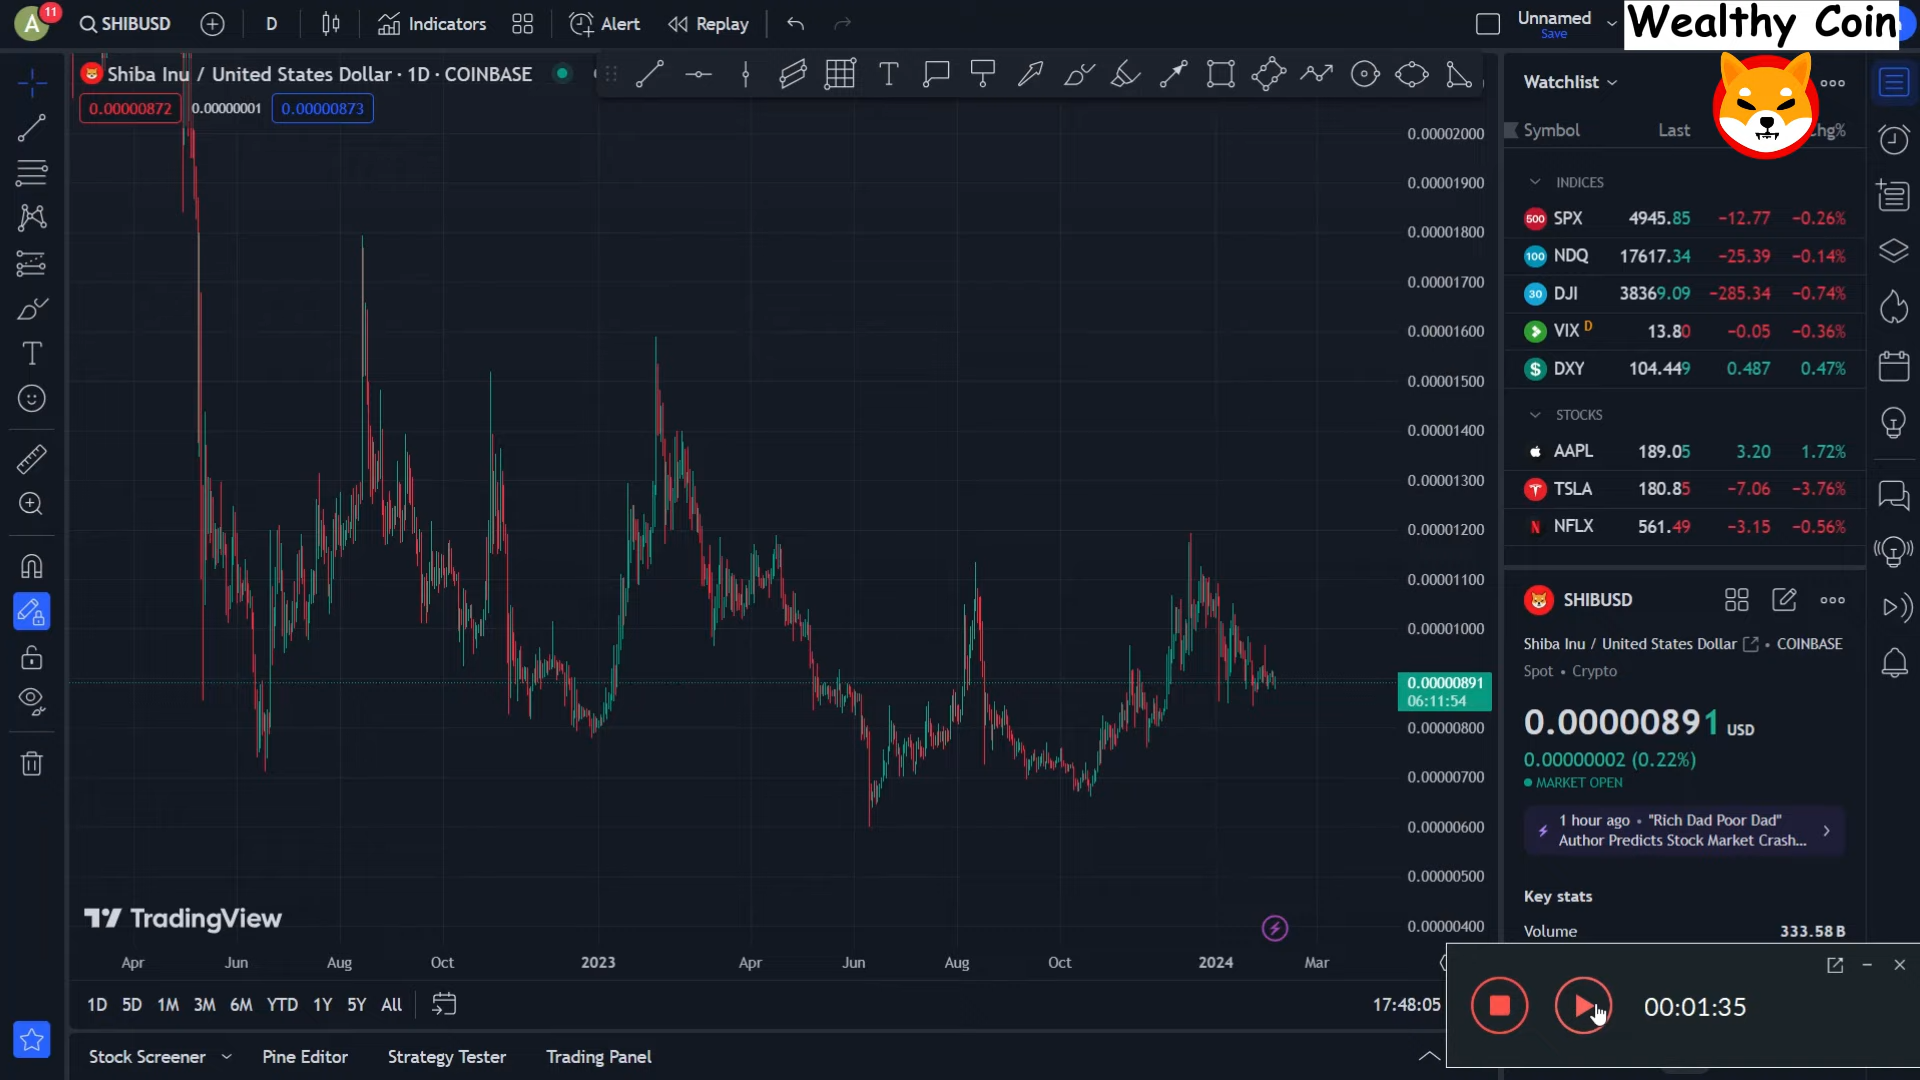 A
11
SHIBUSD
D
Indicators
Alert
Replay
Unnamed
Save
Wealthy Coin
Shiba Inu / United States Dollar · 1D · COINBASE
0.00000872
0.00000001
0.00000873
0.00002000
0.00001900
0.00001800
0.00001700
0.00001600
0.00001500
0.00001400
0.00001300
0.00001200
0.00001100
0.00001000
0.00000891
06:11:54
0.00000800
0.00000700
0.00000600
0.00000500
0.00000400
TradingView
Apr Jun Aug Oct 2023 Apr Jun Aug Oct 2024 Mar
1D 5D 1M 3M 6M YTD 1Y 5Y All
17:48:05
Stock Screener Pine Editor Strategy Tester Trading Panel
Watchlist
Symbol Last Chg%
INDICES
500 SPX 4945.85 −12.77 −0.26%
100 NDQ 17617.34 −25.39 −0.14%
30 DJI 38369.09 −285.34 −0.74%
VIX D 13.80 −0.05 −0.36%
$ DXY 104.449 0.487 0.47%
STOCKS
AAPL 189.05 3.20 1.72%
TSLA 180.85 −7.06 −3.76%
N NFLX 561.49 −3.15 −0.56%
SHIBUSD
Shiba Inu / United States Dollar • COINBASE
Spot • Crypto
0.00000891 USD
0.00000002 (0.22%)
MARKET OPEN
1 hour ago • "Rich Dad Poor Dad"
Author Predicts Stock Market Crash...
Key stats
Volume 333.58B
00:01:35